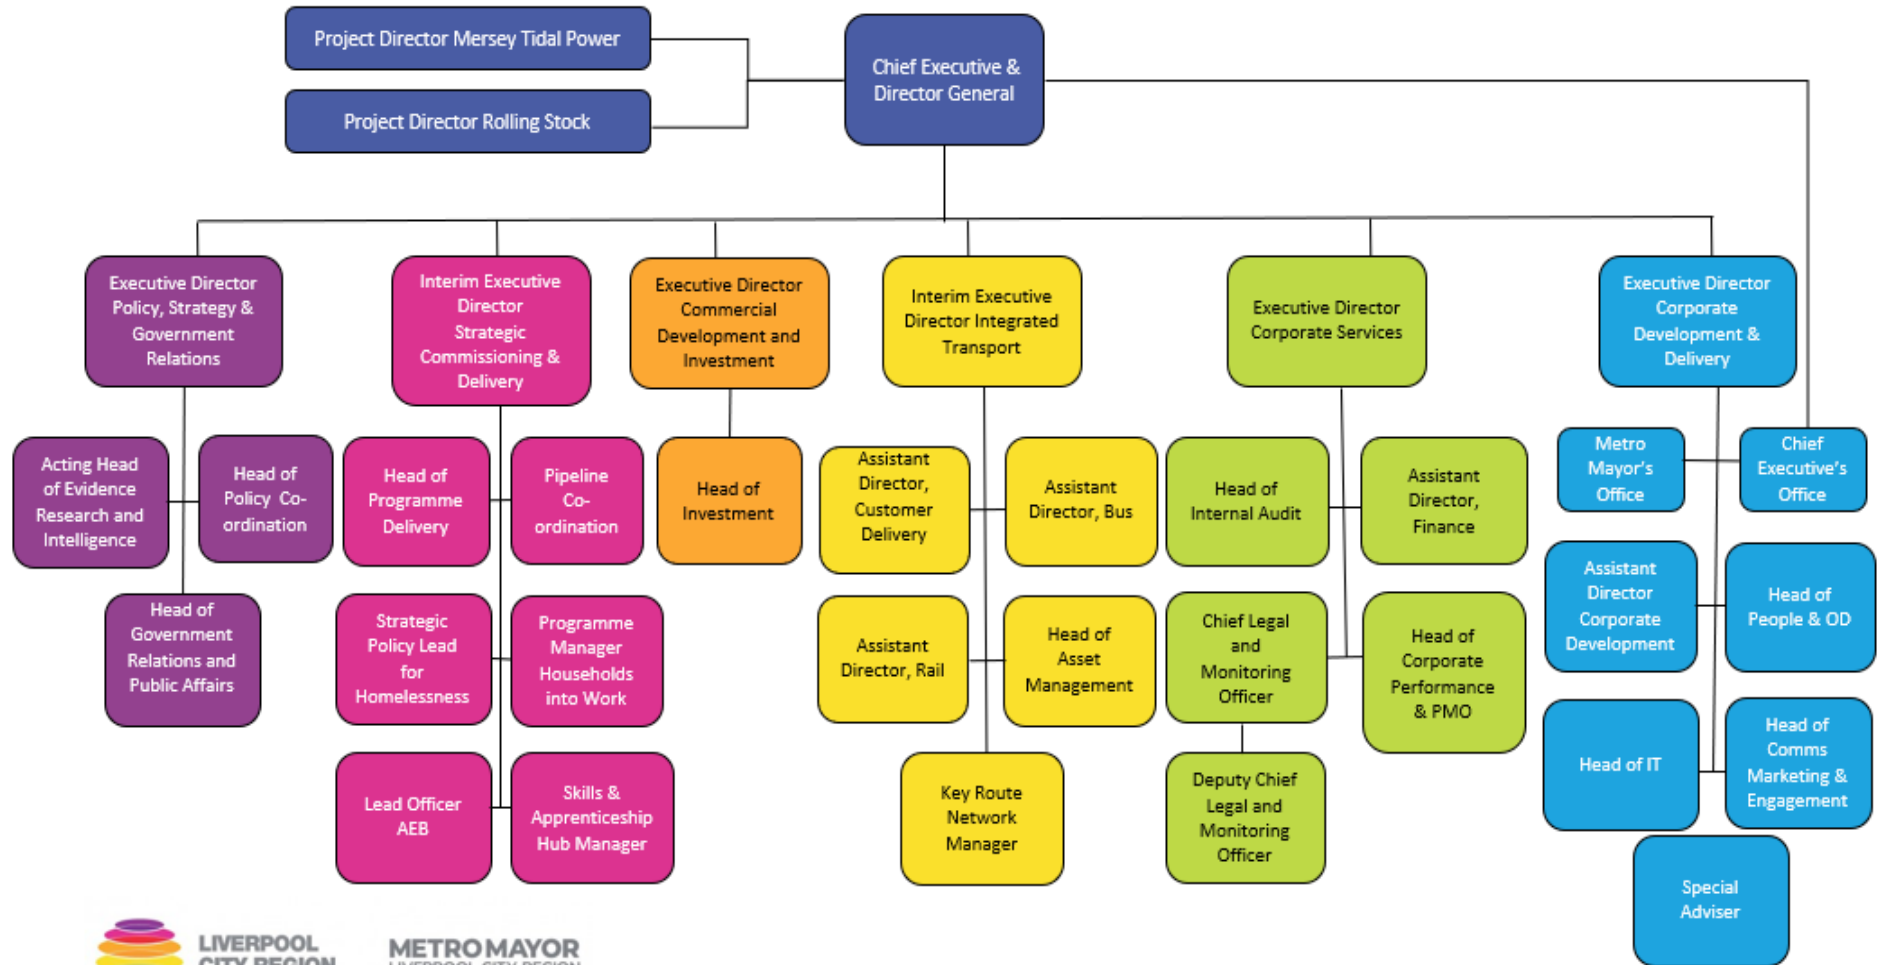 Project Director Mersey Tidal Power
Project Director Rolling Stock
Chief Executive &
Director General
Executive Director
Policy, Strategy &
Government
Relations
Interim Executive
Director
Strategic
Commissioning &
Delivery
Executive Director
Commercial
Development and
Investment
Interim Executive
Director Integrated
Transport
Executive Director
Corporate Services
Executive Director
Corporate
Development &
Delivery
Acting Head
of Evidence
Research and
Intelligence
Head of
Policy Co-
ordination
Head of
Government
Relations and
Public Affairs
Head of
Programme
Delivery
Pipeline
Co-
ordination
Strategic
Policy Lead
for
Homelessness
Programme
Manager
Households
into Work
Lead Officer
AEB
Skills &
Apprenticeship
Hub Manager
Head of
Investment
Assistant
Director,
Customer
Delivery
Assistant
Director, Bus
Assistant
Director, Rail
Head of
Asset
Management
Key Route
Network
Manager
Head of
Internal Audit
Assistant
Director,
Finance
Chief Legal
and
Monitoring
Officer
Head of
Corporate
Performance
& PMO
Deputy Chief
Legal and
Monitoring
Officer
Metro
Mayor's
Office
Chief
Executive's
Office
Assistant
Director
Corporate
Development
Head of
People & OD
Head of IT
Head of
Comms
Marketing &
Engagement
Special
Adviser
LIVERPOOL
CITY REGION
METRO MAYOR
LIVERPOOL CITY REGION